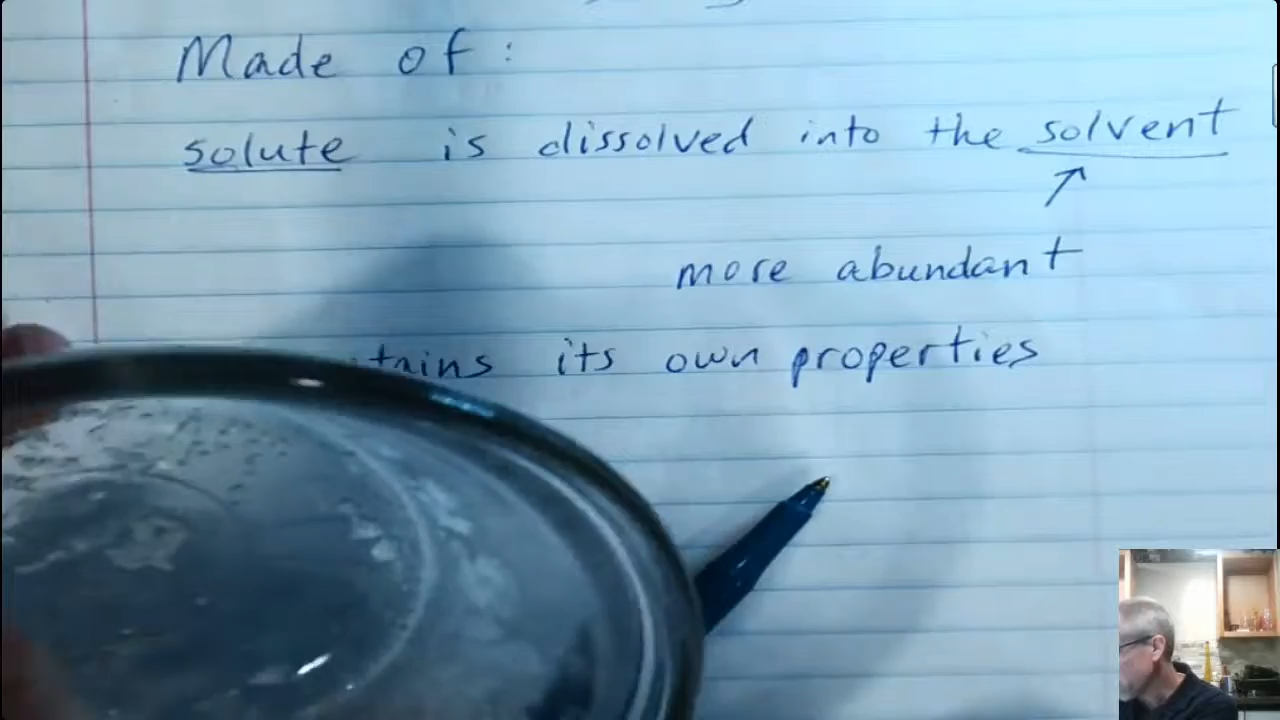 Made of :
solute is dissolved into the solvent
more abundant
its own properties